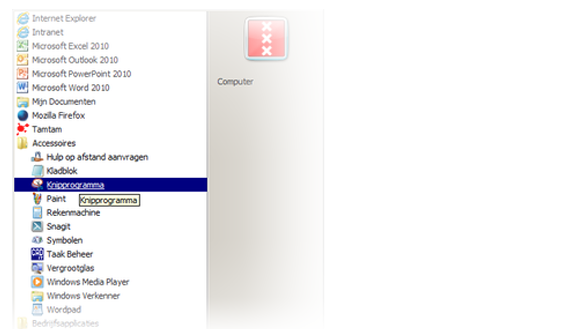 Internet Explorer
Intranet
Microsoft Excel 2010
Microsoft Outlook 2010
Microsoft PowerPoint 2010
Microsoft Word 2010
Mijn Documenten
Mozilla Firefox
Tamtam
Accessoires
Hulp op afstand aanvragen
Kladblok
Knipprogramma
Paint
Knipprogramma
Rekenmachine
Snagit
Symbolen
Taak Beheer
Vergrootglas
Windows Media Player
Windows Verkenner
Wordpad
Bedrijfsapplicaties
Computer